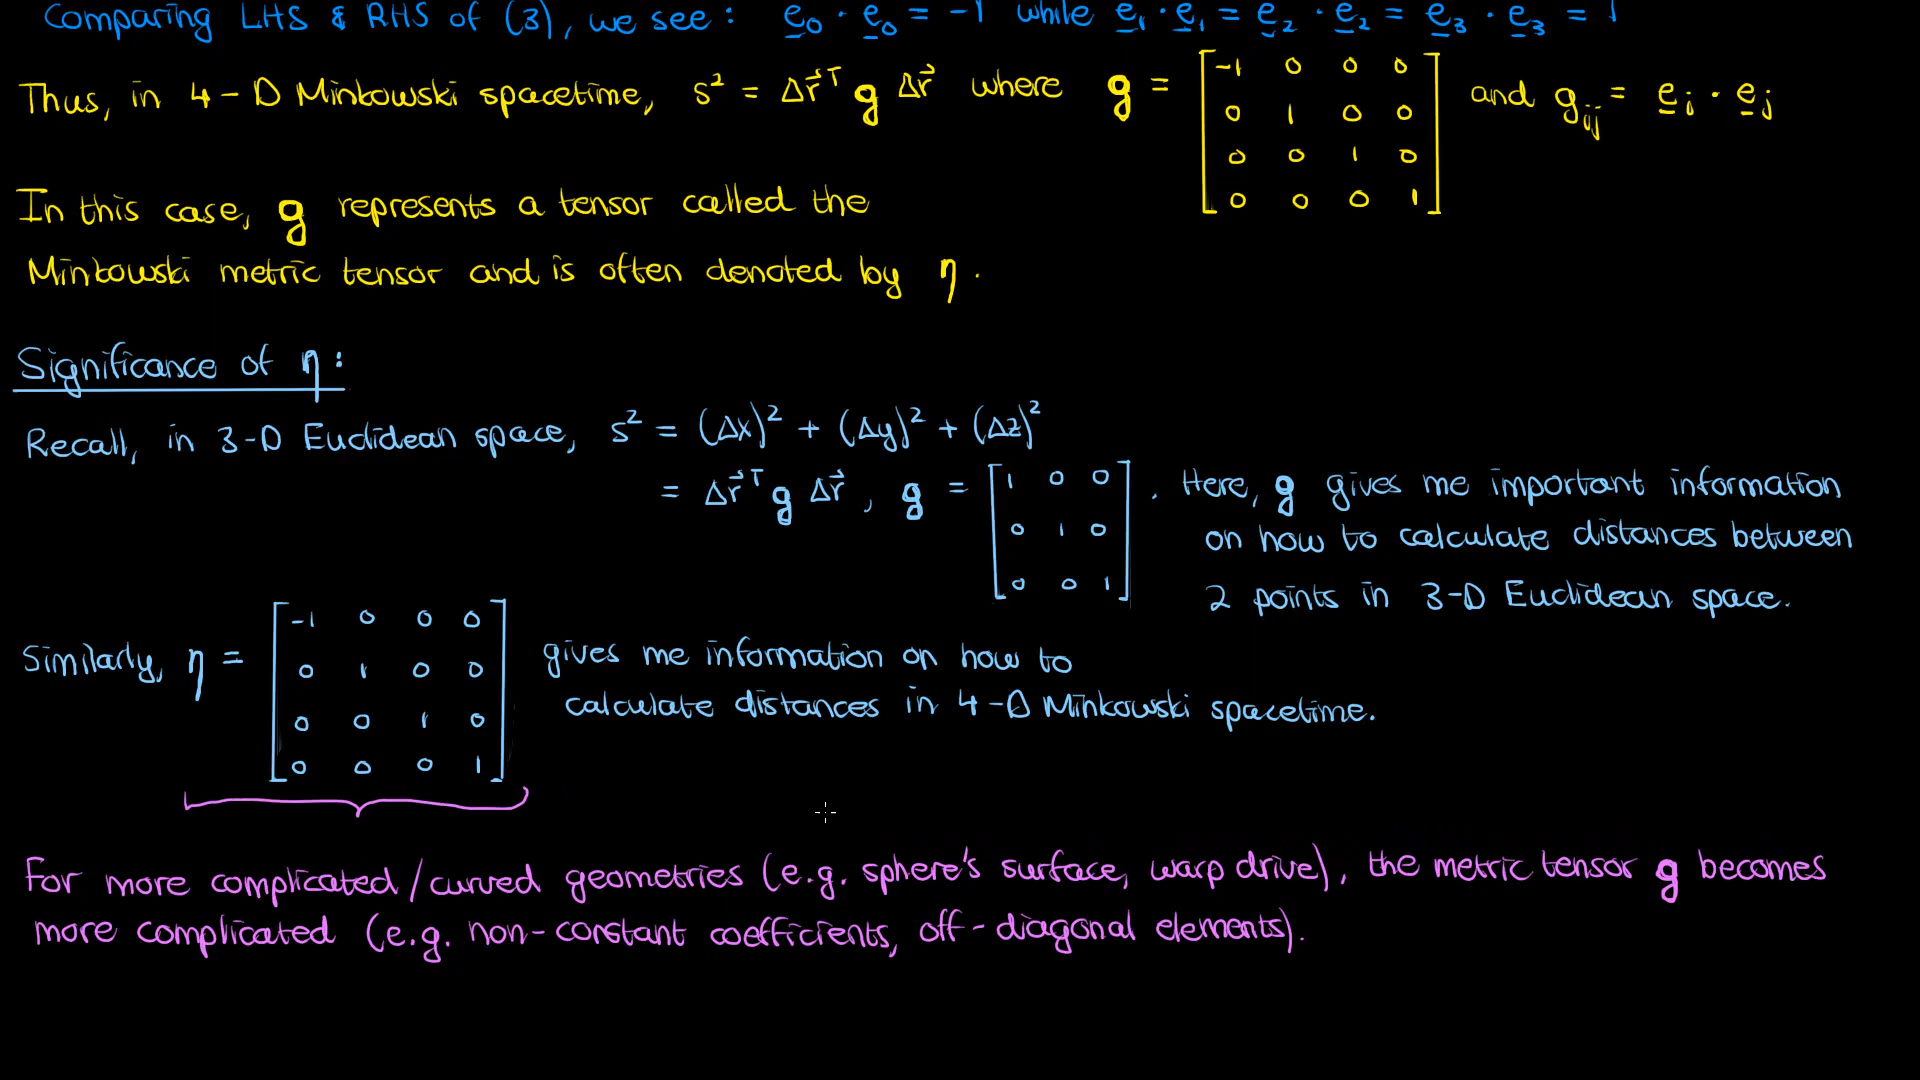 Comparing LHS & RHS of (3), we see: e₀ · e₀ = -1 while e₁ · e₁ = e₂ · e₂ = e₃ · e₃ = 1
Thus, in 4-D Minkowski spacetime, s² = Δr⃗ᵀ g Δr⃗ where g = [-1 0 0 0 and g_ij = e_i · e_j
0 1 0 0
0 0 1 0
0 0 0 1]
In this case, g represents a tensor called the
Minkowski metric tensor and is often denoted by η.
Significance of η:
Recall, in 3-D Euclidean space, s² = (Δx)² + (Δy)² + (Δz)²
= Δr⃗ᵀ g Δr⃗, g = [1 0 0
0 1 0
0 0 1]. Here, g gives me important information
on how to calculate distances between
2 points in 3-D Euclidean space.
Similarly, η = [-1 0 0 0
0 1 0 0
0 0 1 0
0 0 0 1] gives me information on how to
calculate distances in 4-D Minkowski spacetime.
For more complicated/curved geometries (e.g. sphere's surface, warp drive), the metric tensor g becomes
more complicated (e.g. non-constant coefficients, off-diagonal elements).